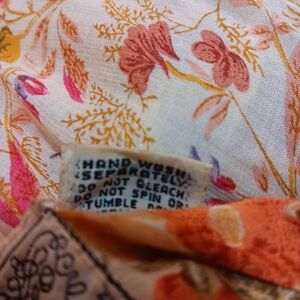 HAND WASH
SEPARATELY
DO NOT BLEACH
DO NOT SPIN OR
TUMBLE